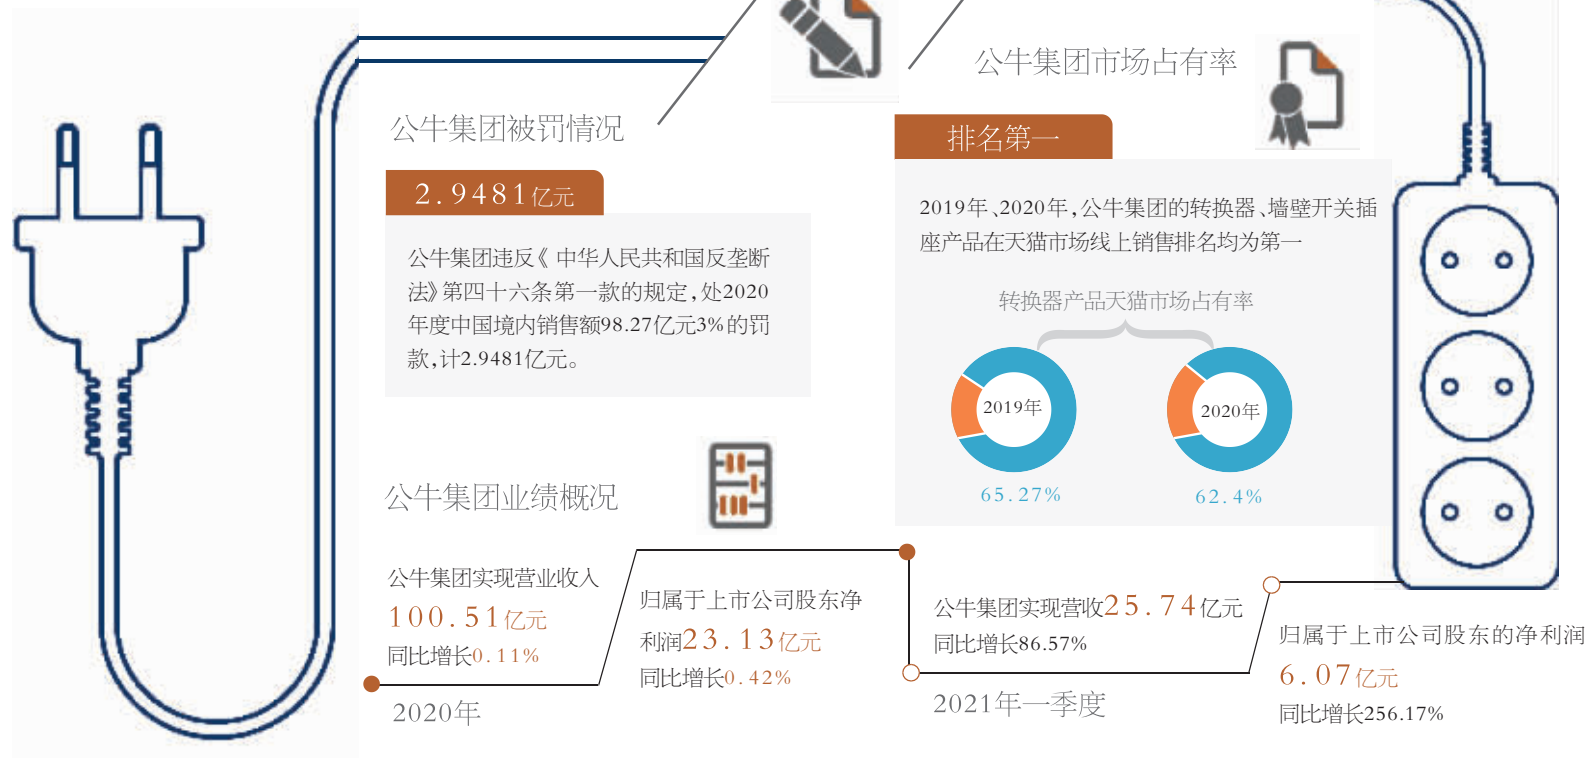 公牛集团被罚情况
2.9481亿元
公牛集团违反《 中华人民共和国反垄断
法》第四十六条第一款的规定，处2020
年度中国境内销售额98.27亿元3%的罚
款，计2.9481亿元。
公牛集团市场占有率
排名第一
2019年、2020年，公牛集团的转换器、墙壁开关插
座产品在天猫市场线上销售排名均为第一
转换器产品天猫市场占有率
2019年
2020年
65.27%
62.4%
公牛集团业绩概况
公牛集团实现营业收入
100.51亿元
同比增长0.11%
2020年
归属于上市公司股东净
利润23.13亿元
同比增长0.42%
公牛集团实现营收25.74亿元
同比增长86.57%
2021年一季度
归属于上市公司股东的净利润
6.07亿元
同比增长256.17%